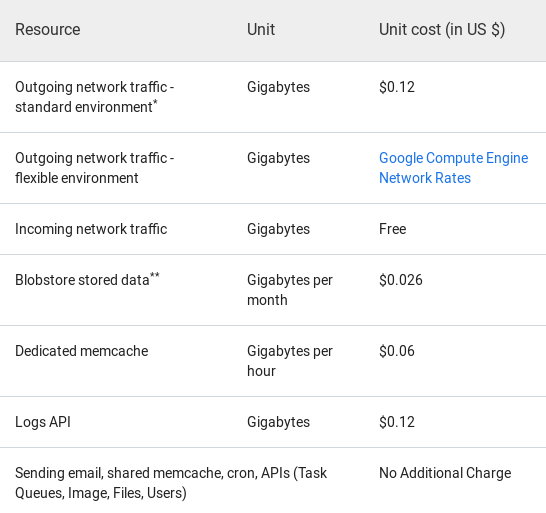 Resource Unit Unit cost (in US $)
Outgoing network traffic - Gigabytes $0.12
standard environment*
Outgoing network traffic - Gigabytes Google Compute Engine
flexible environment Network Rates
Incoming network traffic Gigabytes Free
Blobstore stored data** Gigabytes per $0.026
month
Dedicated memcache Gigabytes per $0.06
hour
Logs API Gigabytes $0.12
Sending email, shared memcache, cron, APIs (Task No Additional Charge
Queues, Image, Files, Users)